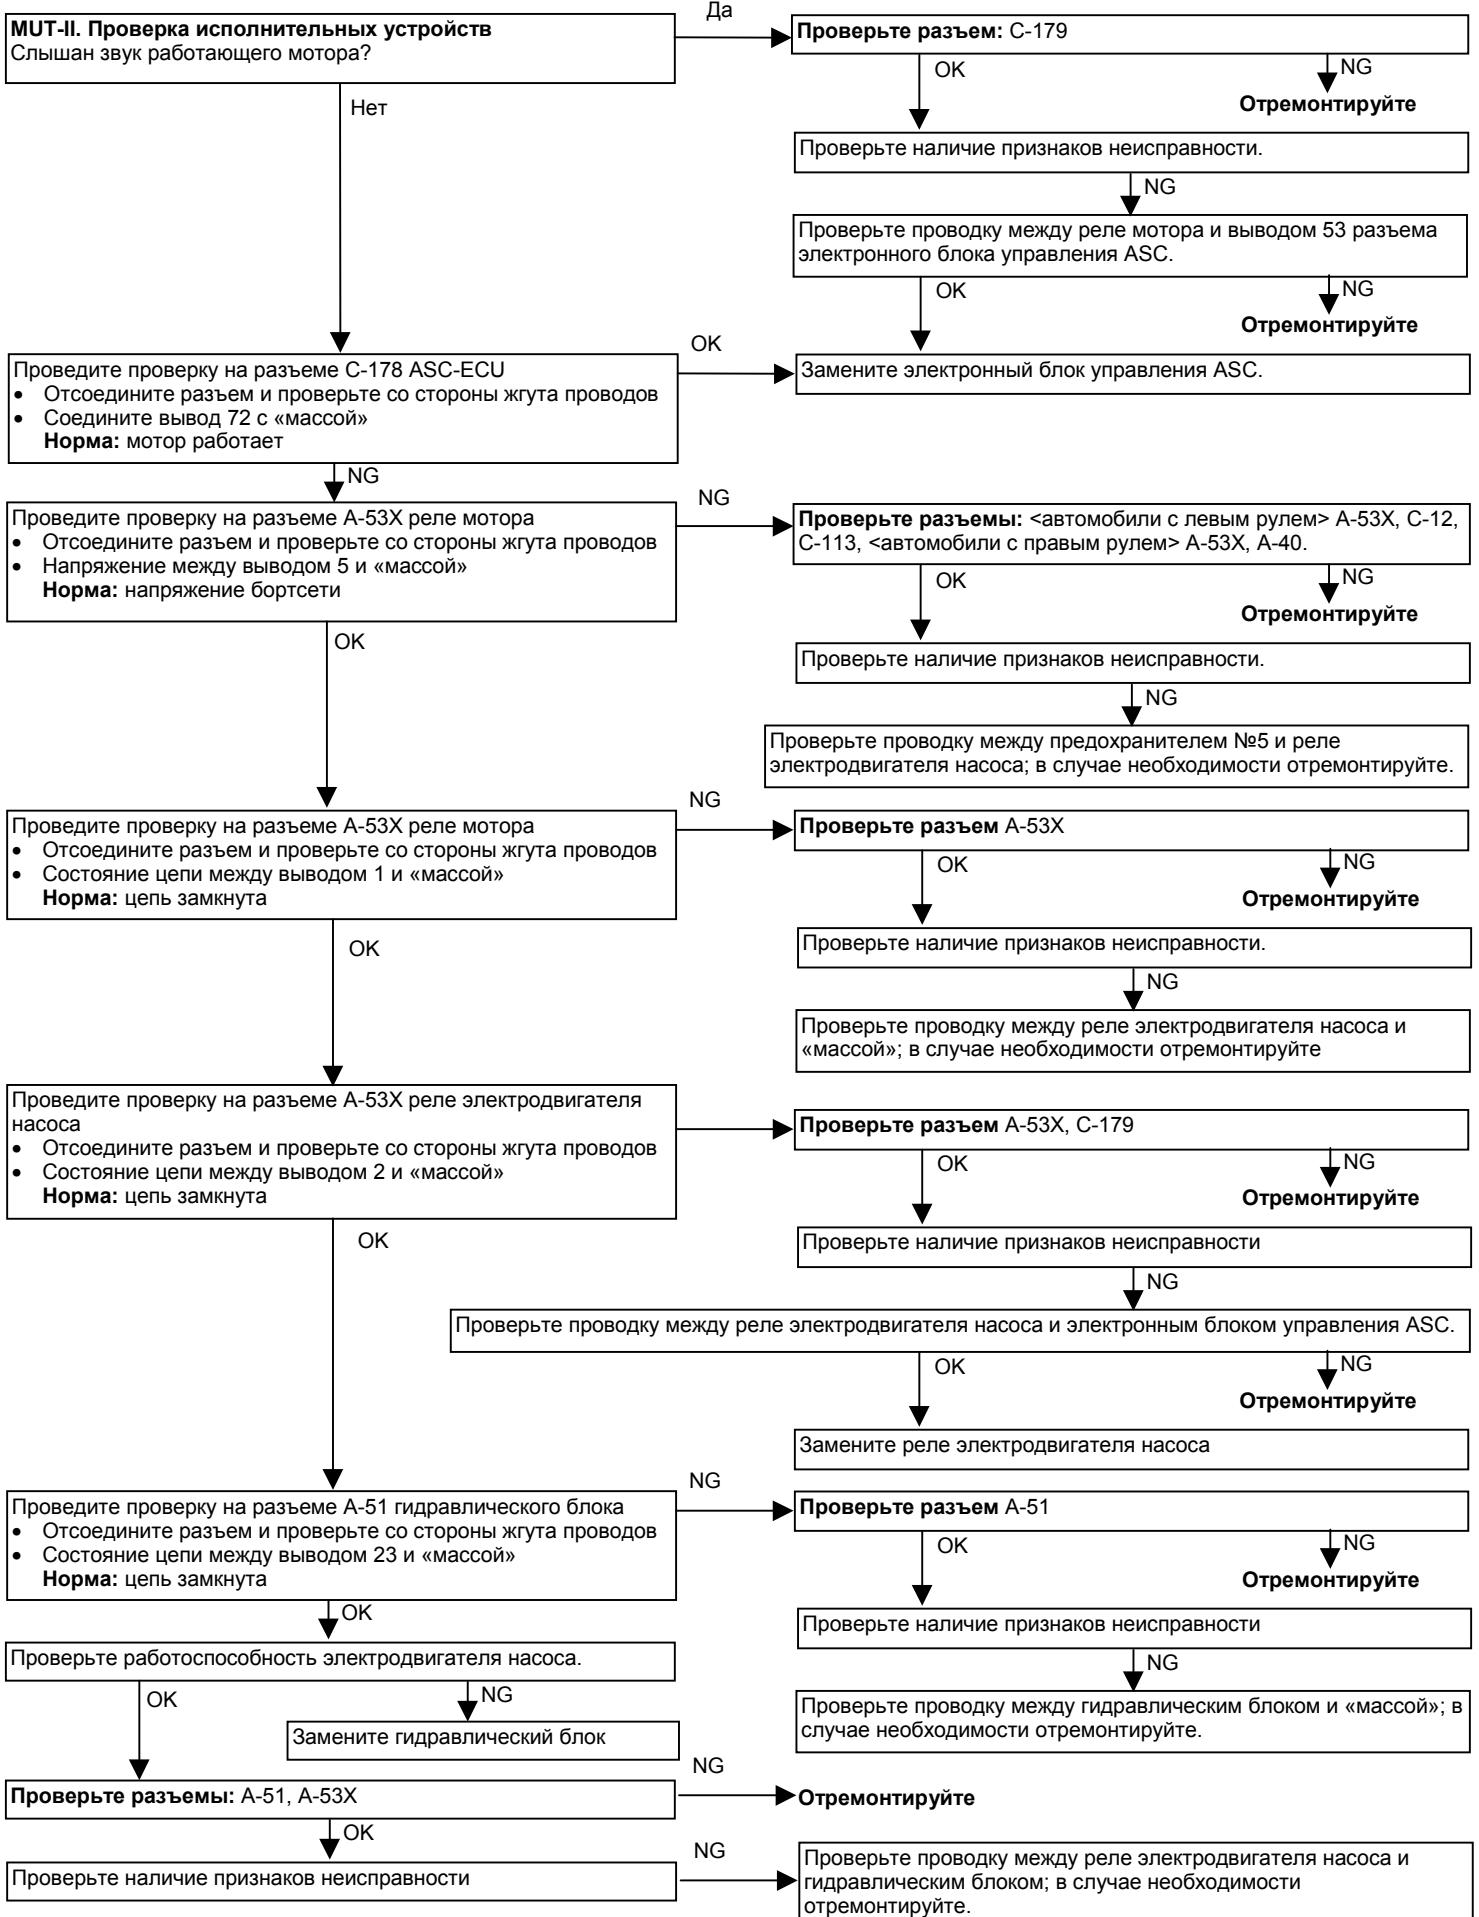 MUT-II. Проверка исполнительных устройств
Слышан звук работающего мотора?
Да
Проверьте разъем: C-179
OK
NG
Отремонтируйте
Нет
Проверьте наличие признаков неисправности.
NG
Проверьте проводку между реле мотора и выводом 53 разъема
электронного блока управления ASC.
OK
NG
Отремонтируйте
Проведите проверку на разъеме C-178 ASC-ECU
• Отсоедините разъем и проверьте со стороны жгута проводов
• Соедините вывод 72 с «массой»
Норма: мотор работает
OK
Замените электронный блок управления ASC.
NG
Проведите проверку на разъеме A-53X реле мотора
• Отсоедините разъем и проверьте со стороны жгута проводов
• Напряжение между выводом 5 и «массой»
Норма: напряжение бортсети
NG
Проверьте разъемы: <автомобили с левым рулем> A-53X, C-12,
C-113, <автомобили с правым рулем> A-53X, A-40.
OK
NG
Отремонтируйте
OK
Проверьте наличие признаков неисправности.
NG
Проверьте проводку между предохранителем №5 и реле
электродвигателя насоса; в случае необходимости отремонтируйте.
Проведите проверку на разъеме A-53X реле мотора
• Отсоедините разъем и проверьте со стороны жгута проводов
• Состояние цепи между выводом 1 и «массой»
Норма: цепь замкнута
NG
Проверьте разъем A-53X
OK
NG
Отремонтируйте
OK
Проверьте наличие признаков неисправности.
NG
Проверьте проводку между реле электродвигателя насоса и
«массой»; в случае необходимости отремонтируйте
Проведите проверку на разъеме A-53X реле электродвигателя
насоса
• Отсоедините разъем и проверьте со стороны жгута проводов
• Состояние цепи между выводом 2 и «массой»
Норма: цепь замкнута
Проверьте разъем A-53X, C-179
OK
NG
Отремонтируйте
OK
Проверьте наличие признаков неисправности
NG
Проверьте проводку между реле электродвигателя насоса и электронным блоком управления ASC.
OK
NG
Отремонтируйте
Замените реле электродвигателя насоса
Проведите проверку на разъеме A-51 гидравлического блока
• Отсоедините разъем и проверьте со стороны жгута проводов
• Состояние цепи между выводом 23 и «массой»
Норма: цепь замкнута
NG
Проверьте разъем A-51
OK
NG
Отремонтируйте
OK
Проверьте наличие признаков неисправности
NG
Проверьте проводку между гидравлическим блоком и «массой»; в
случае необходимости отремонтируйте.
Проверьте работоспособность электродвигателя насоса.
OK
NG
Замените гидравлический блок
Проверьте разъемы: A-51, A-53X
NG
Отремонтируйте
OK
Проверьте наличие признаков неисправности
NG
Проверьте проводку между реле электродвигателя насоса и
гидравлическим блоком; в случае необходимости
отремонтируйте.